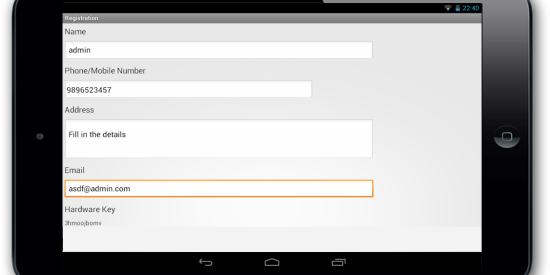 22:40
Registration
Name
admin
Phone/Mobile Number
9896523457
Address
Fill in the details
Email
asdf@admin.com
Hardware Key
3hmoojbomv